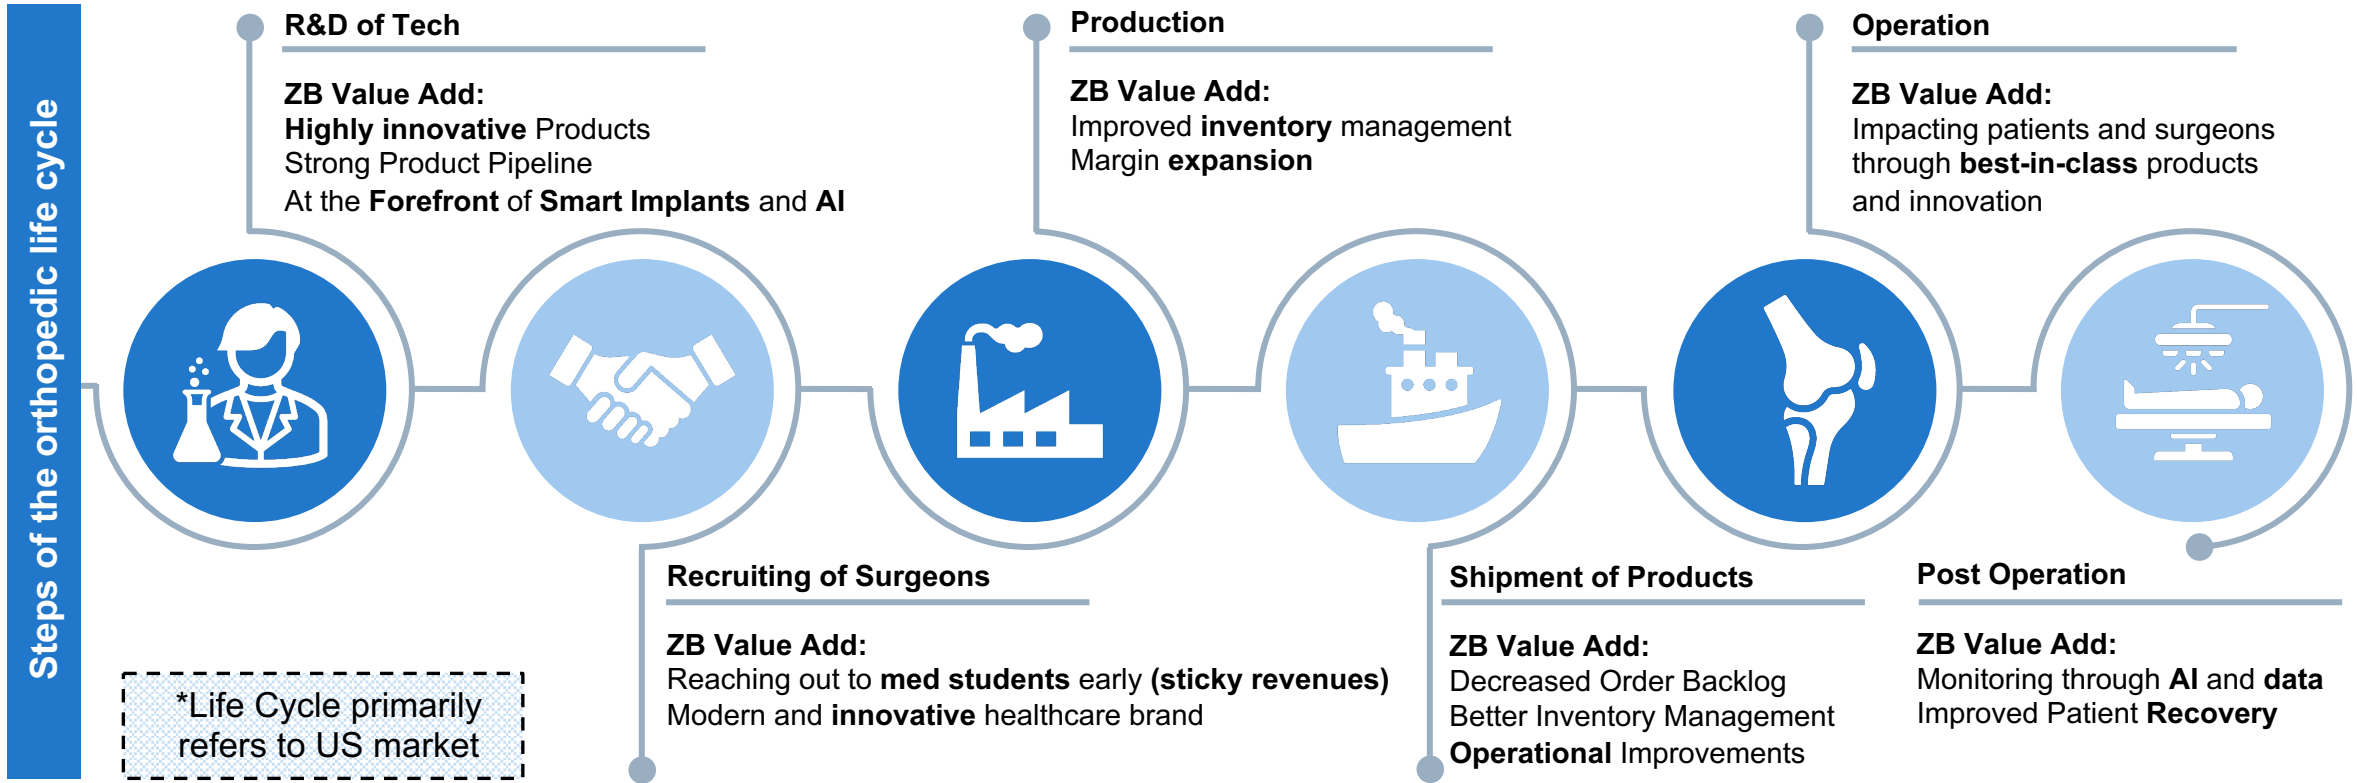 Steps of the orthopedic life cycle
R&D of Tech
ZB Value Add:
Highly innovative Products
Strong Product Pipeline
At the Forefront of Smart Implants and AI
Recruiting of Surgeons
ZB Value Add:
Reaching out to med students early (sticky revenues)
Modern and innovative healthcare brand
Production
ZB Value Add:
Improved inventory management
Margin expansion
Shipment of Products
ZB Value Add:
Decreased Order Backlog
Better Inventory Management
Operational Improvements
Operation
ZB Value Add:
Impacting patients and surgeons
through best-in-class products
and innovation
Post Operation
ZB Value Add:
Monitoring through AI and data
Improved Patient Recovery
*Life Cycle primarily
refers to US market